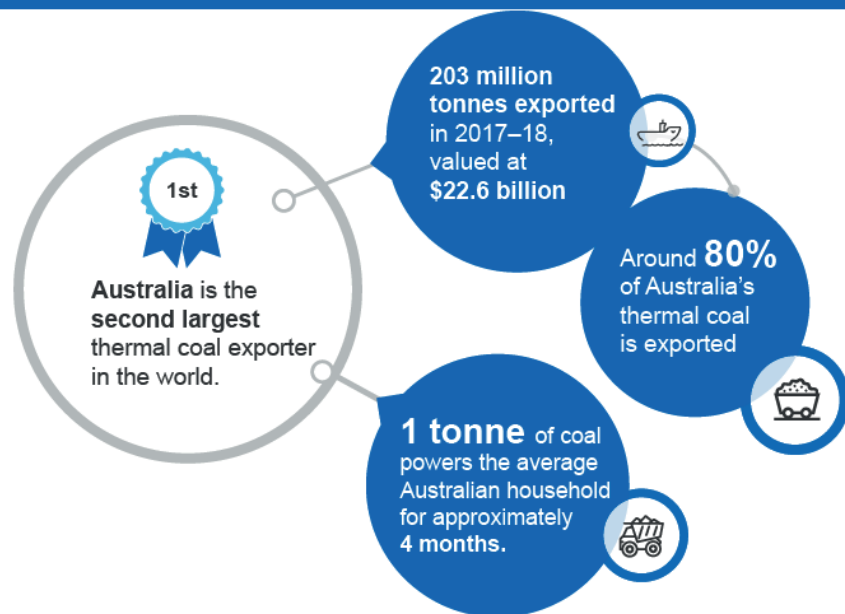 1st
Australia is the
second largest
thermal coal exporter
in the world.
203 million
tonnes exported
in 2017–18,
valued at
$22.6 billion
Around 80%
of Australia's
thermal coal
is exported
1 tonne of coal
powers the average
Australian household
for approximately
4 months.